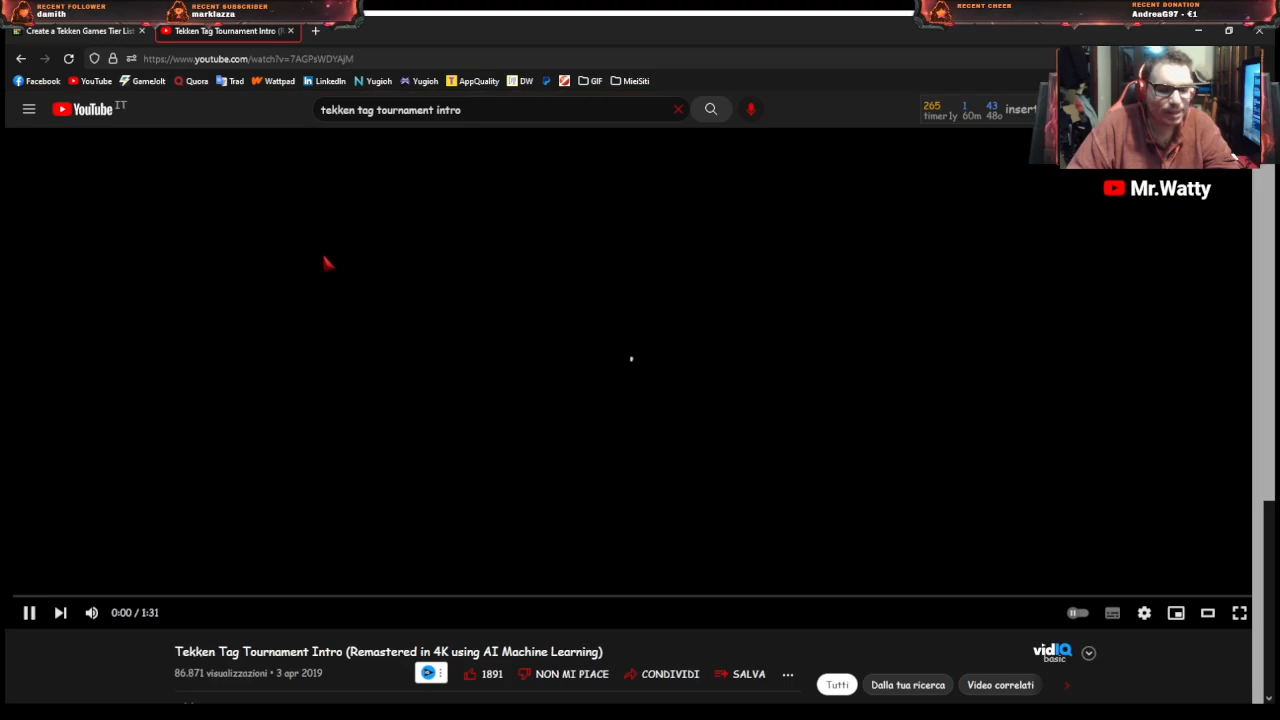 RECENT FOLLOWER
damith
RECENT SUBSCRIBER
marklazza
RECENT CHEER
RECENT DONATION
AndreaG97 - €1
Create a Tekken Games Tier List
Tekken Tag Tournament Intro (R
https://www.youtube.com/watch?v=7AGPsWDYAjM
Facebook
YouTube
GameJolt
Quora
Trad
Wattpad
LinkedIn
Yugioh
Yugioh
AppQuality
DW
GIF
MieiSiti
YouTube IT
tekken tag tournament intro
265 1 43
timer 1y 60m 48o
insert
Mr.Watty
0:00 / 1:31
Tekken Tag Tournament Intro (Remastered in 4K using AI Machine Learning)
86.871 visualizzazioni • 3 apr 2019
1891
NON MI PIACE
CONDIVIDI
SALVA
vidIQ
basic
Tutti
Dalla tua ricerca
Video correlati